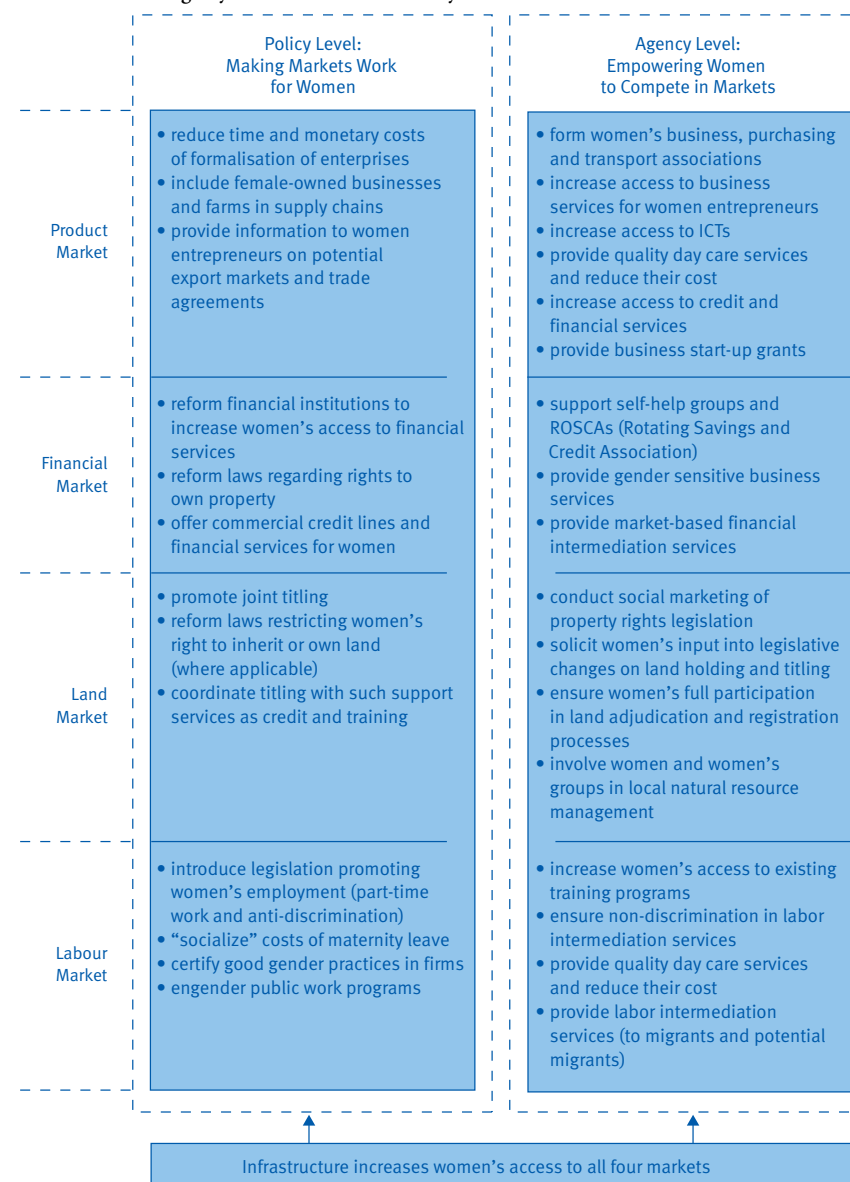 Policy Level:
Making Markets Work
for Women
Agency Level:
Empowering Women
to Compete in Markets
Product
Market
• reduce time and monetary costs
of formalisation of enterprises
• include female-owned businesses
and farms in supply chains
• provide information to women
entrepreneurs on potential
export markets and trade
agreements
• form women’s business, purchasing
and transport associations
• increase access to business
services for women entrepreneurs
• increase access to ICTs
• provide quality day care services
and reduce their cost
• increase access to credit and
financial services
• provide business start-up grants
Financial
Market
• reform financial institutions to
increase women’s access to financial
services
• reform laws regarding rights to
own property
• offer commercial credit lines and
financial services for women
• support self-help groups and
ROSCAs (Rotating Savings and
Credit Association)
• provide gender sensitive business
services
• provide market-based financial
intermediation services
Land
Market
• promote joint titling
• reform laws restricting women’s
right to inherit or own land
(where applicable)
• coordinate titling with such support
services as credit and training
• conduct social marketing of
property rights legislation
• solicit women’s input into legislative
changes on land holding and titling
• ensure women’s full participation
in land adjudication and registration
processes
• involve women and women’s
groups in local natural resource
management
Labour
Market
• introduce legislation promoting
women’s employment (part-time
work and anti-discrimination)
• “socialize” costs of maternity leave
• certify good gender practices in firms
• engender public work programs
• increase women’s access to existing
training programs
• ensure non-discrimination in labor
intermediation services
• provide quality day care services
and reduce their cost
• provide labor intermediation
services (to migrants and potential
migrants)
Infrastructure increases women’s access to all four markets